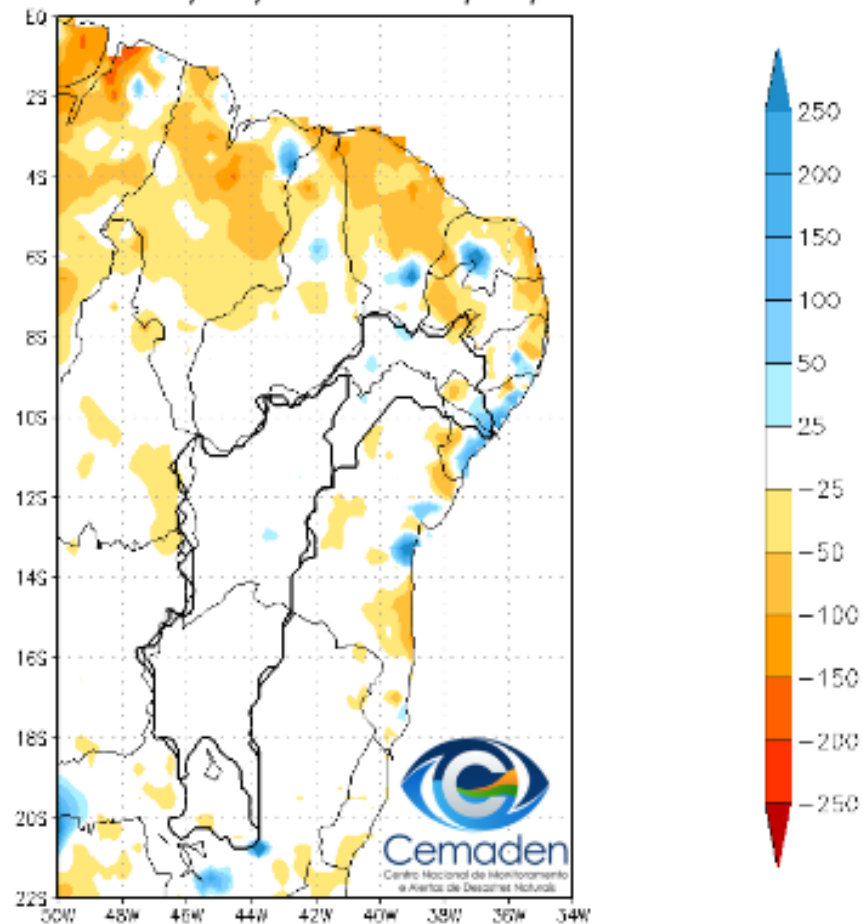 EQ
2S
4S
6S
8S
10S
12S
14S
16S
18S
20S
22S
50W 48W 46W 44W 42W 40W 38W 36W 34W
250
200
150
100
50
25
−25
−50
−100
−150
−200
−250
Cemaden
Centro Nacional de Monitoramento
e Alertas de Desastres Naturais